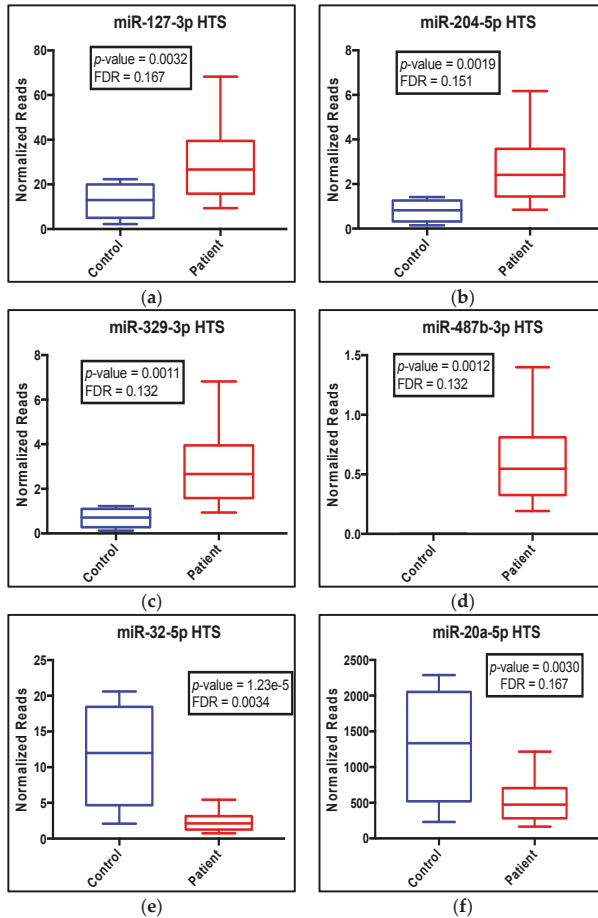 miR-127-3p HTS
Normalized Reads
80
60
40
20
0
p-value = 0.0032
FDR = 0.167
Control
Patient
(a)
miR-204-5p HTS
Normalized Reads
8
6
4
2
0
p-value = 0.0019
FDR = 0.151
Control
Patient
(b)
miR-329-3p HTS
Normalized Reads
8
6
4
2
0
p-value = 0.0011
FDR = 0.132
Control
Patient
(c)
miR-487b-3p HTS
Normalized Reads
1.5
1.0
0.5
0.0
p-value = 0.0012
FDR = 0.132
Control
Patient
(d)
miR-32-5p HTS
Normalized Reads
25
20
15
10
5
0
p-value = 1.23e-5
FDR = 0.0034
Control
Patient
(e)
miR-20a-5p HTS
Normalized Reads
2500
2000
1500
1000
500
0
p-value = 0.0030
FDR = 0.167
Control
Patient
(f)